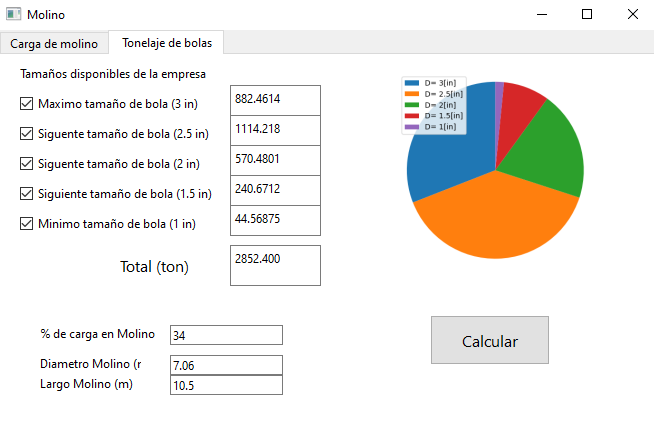 Molino
Carga de molino
Tonelaje de bolas
Tamaños disponibles de la empresa
Maximo tamaño de bola (3 in)
882.4614
Siguente tamaño de bola (2.5 in)
1114.218
Siguente tamaño de bola (2 in)
570.4801
Siguiente tamaño de bola (1.5 in)
240.6712
Minimo tamaño de bola (1 in)
44.56875
Total (ton)
2852.400
D= 3[in]
D= 2.5[in]
D= 2[in]
D= 1.5[in]
D= 1[in]
% de carga en Molino
34
Diametro Molino (r
7.06
Largo Molino (m)
10.5
Calcular